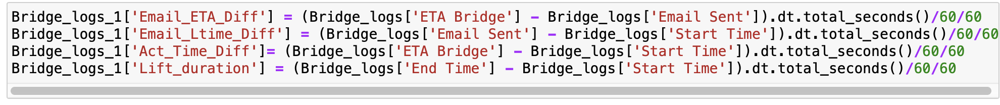 Bridge_logs_1['Email_ETA_Diff'] = (Bridge_logs['ETA Bridge'] - Bridge_logs['Email Sent']).dt.total_seconds()/60/60
Bridge_logs_1['Email_Ltime_Diff'] = (Bridge_logs['Email Sent'] - Bridge_logs['Start Time']).dt.total_seconds()/60/60
Bridge_logs_1['Act_Time_Diff']= (Bridge_logs['ETA Bridge'] - Bridge_logs['Start Time']).dt.total_seconds()/60/60
Bridge_logs_1['Lift_duration'] = (Bridge_logs['End Time'] - Bridge_logs['Start Time']).dt.total_seconds()/60/60